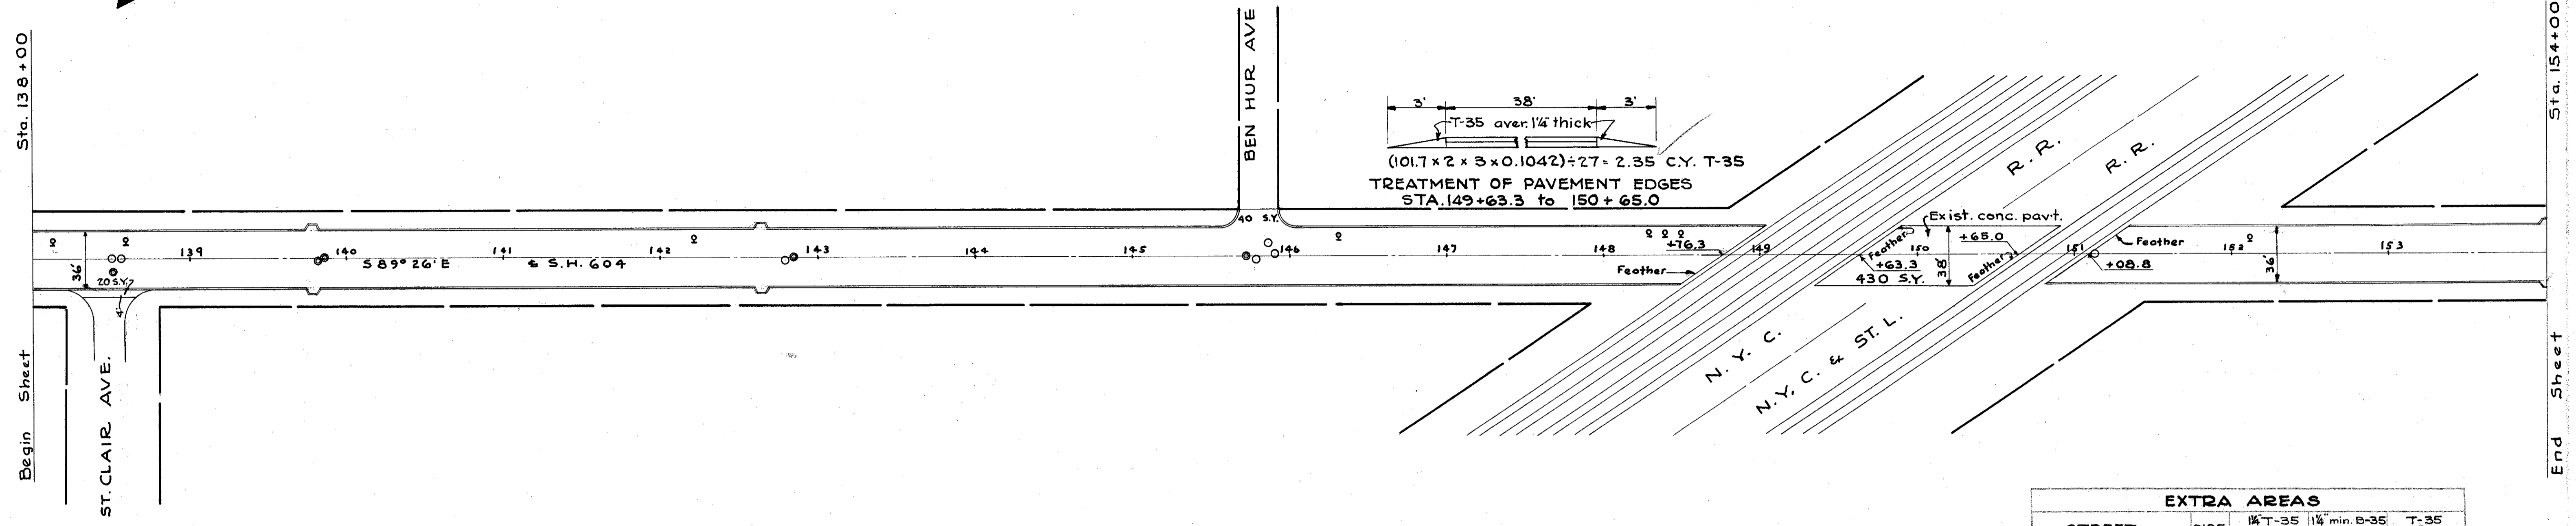 Sta. 138+00
Begin Sheet
ST. CLAIR AVE.
36'
20 S.Y.
4'
139
140
141
142
143
144
145
146
147
148
149
150
151
152
153
S 89° 26' E ℄ S.H. 604
BEN HUR AVE
40 S.Y.
3' 38' 3'
T-35 aver. 1¼" thick
(101.7 x 2 x 3 x 0.1042) ÷ 27 = 2.35 C.Y. T-35
TREATMENT OF PAVEMENT EDGES
STA. 149+63.3 to 150+65.0
+76.3
Feather
N. Y. C.
R. R.
N. Y. C. & ST. L.
R. R.
Exist. conc. pav't.
Feather
+63.3
430 S.Y.
38'
+65.0
Feather
Feather
+08.8
36'
Sta. 154+00
End Sheet
EXTRA AREAS
1¼" T-35 1¼" min. B-35 T-35